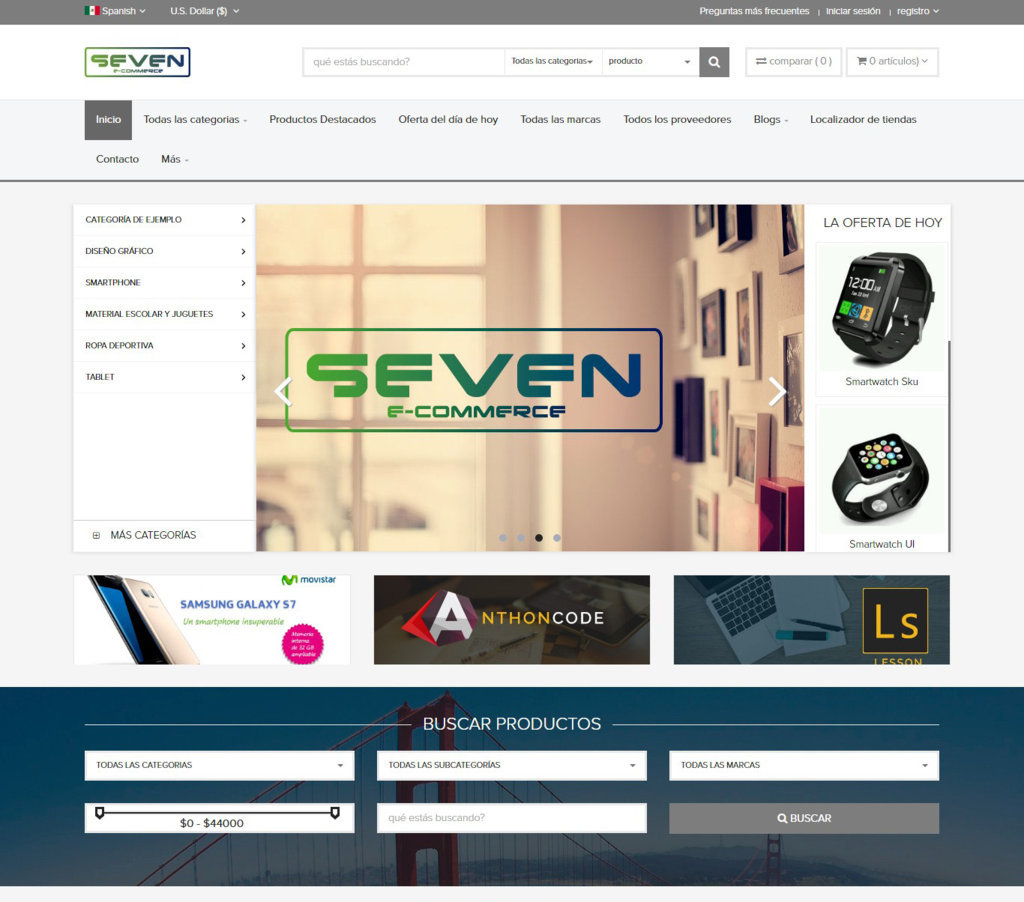 Spanish
U.S. Dollar ($)
Preguntas más frecuentes | iniciar sesión | registro
SEVEN
E-COMMERCE
qué estás buscando?
Todas las categorias
producto
comparar ( 0 )
0 artículos)
Inicio
Todas las categorias
Productos Destacados
Oferta del día de hoy
Todas las marcas
Todos los proveedores
Blogs
Localizador de tiendas
Contacto
Más
CATEGORÍA DE EJEMPLO
DISEÑO GRÁFICO
SMARTPHONE
MATERIAL ESCOLAR Y JUGUETES
ROPA DEPORTIVA
TABLET
MÁS CATEGORÍAS
SEVEN
E-COMMERCE
LA OFERTA DE HOY
12:00
Smartwatch Sku
Smartwatch UI
movistar
SAMSUNG GALAXY S7
Un smartphone insuperable
Memoria
interna
de 32 GB
ampliable
ANTHONCODE
Ls
LESSON
BUSCAR PRODUCTOS
TODAS LAS CATEGORIAS
TODAS LAS SUBCATEGORÍAS
TODAS LAS MARCAS
$0 - $44000
qué estás buscando?
BUSCAR